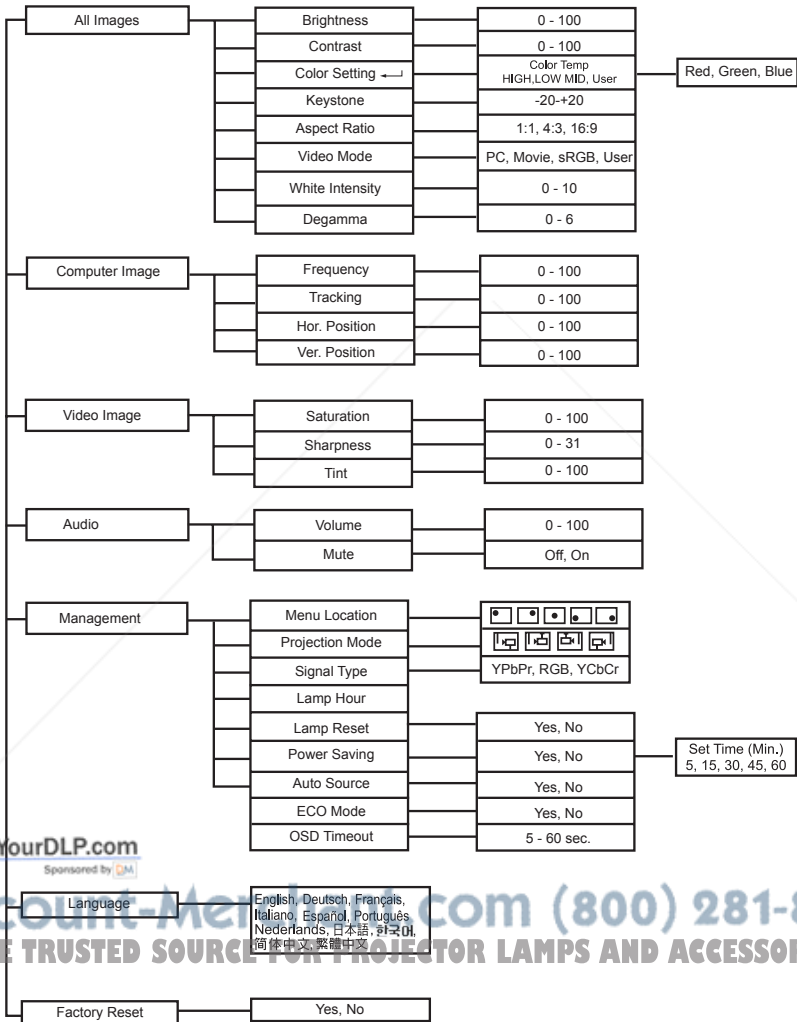 All Images
Brightness
0 - 100
Contrast
0 - 100
Color Setting
Color Temp
HIGH,LOW MID, User
Red, Green, Blue
Keystone
-20-+20
Aspect Ratio
1:1, 4:3, 16:9
Video Mode
PC, Movie, sRGB, User
White Intensity
0 - 10
Degamma
0 - 6
Computer Image
Frequency
0 - 100
Tracking
0 - 100
Hor. Position
0 - 100
Ver. Position
0 - 100
Video Image
Saturation
0 - 100
Sharpness
0 - 31
Tint
0 - 100
Audio
Volume
0 - 100
Mute
Off, On
Management
Menu Location
Projection Mode
Signal Type
YPbPr, RGB, YCbCr
Lamp Hour
Lamp Reset
Yes, No
Power Saving
Yes, No
Set Time (Min.)
5, 15, 30, 45, 60
Auto Source
Yes, No
ECO Mode
Yes, No
OSD Timeout
5 - 60 sec.
YourDLP.com
Sponsored by DM
count-Merchant.com (800) 281-8
E TRUSTED SOURCE FOR PROJECTOR LAMPS AND ACCESSOR
Language
English, Deutsch, Français,
Italiano, Español, Português
Nederlands, 日本語, 한국어,
简体中文, 繁體中文
Factory Reset
Yes, No